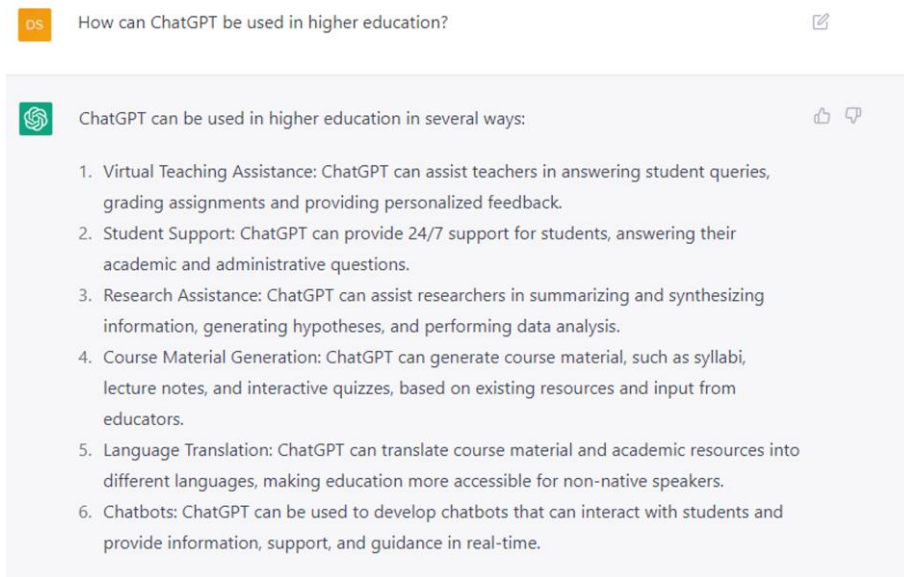 DS How can ChatGPT be used in higher education?
ChatGPT can be used in higher education in several ways:
1. Virtual Teaching Assistance: ChatGPT can assist teachers in answering student queries,
grading assignments and providing personalized feedback.
2. Student Support: ChatGPT can provide 24/7 support for students, answering their
academic and administrative questions.
3. Research Assistance: ChatGPT can assist researchers in summarizing and synthesizing
information, generating hypotheses, and performing data analysis.
4. Course Material Generation: ChatGPT can generate course material, such as syllabi,
lecture notes, and interactive quizzes, based on existing resources and input from
educators.
5. Language Translation: ChatGPT can translate course material and academic resources into
different languages, making education more accessible for non-native speakers.
6. Chatbots: ChatGPT can be used to develop chatbots that can interact with students and
provide information, support, and guidance in real-time.